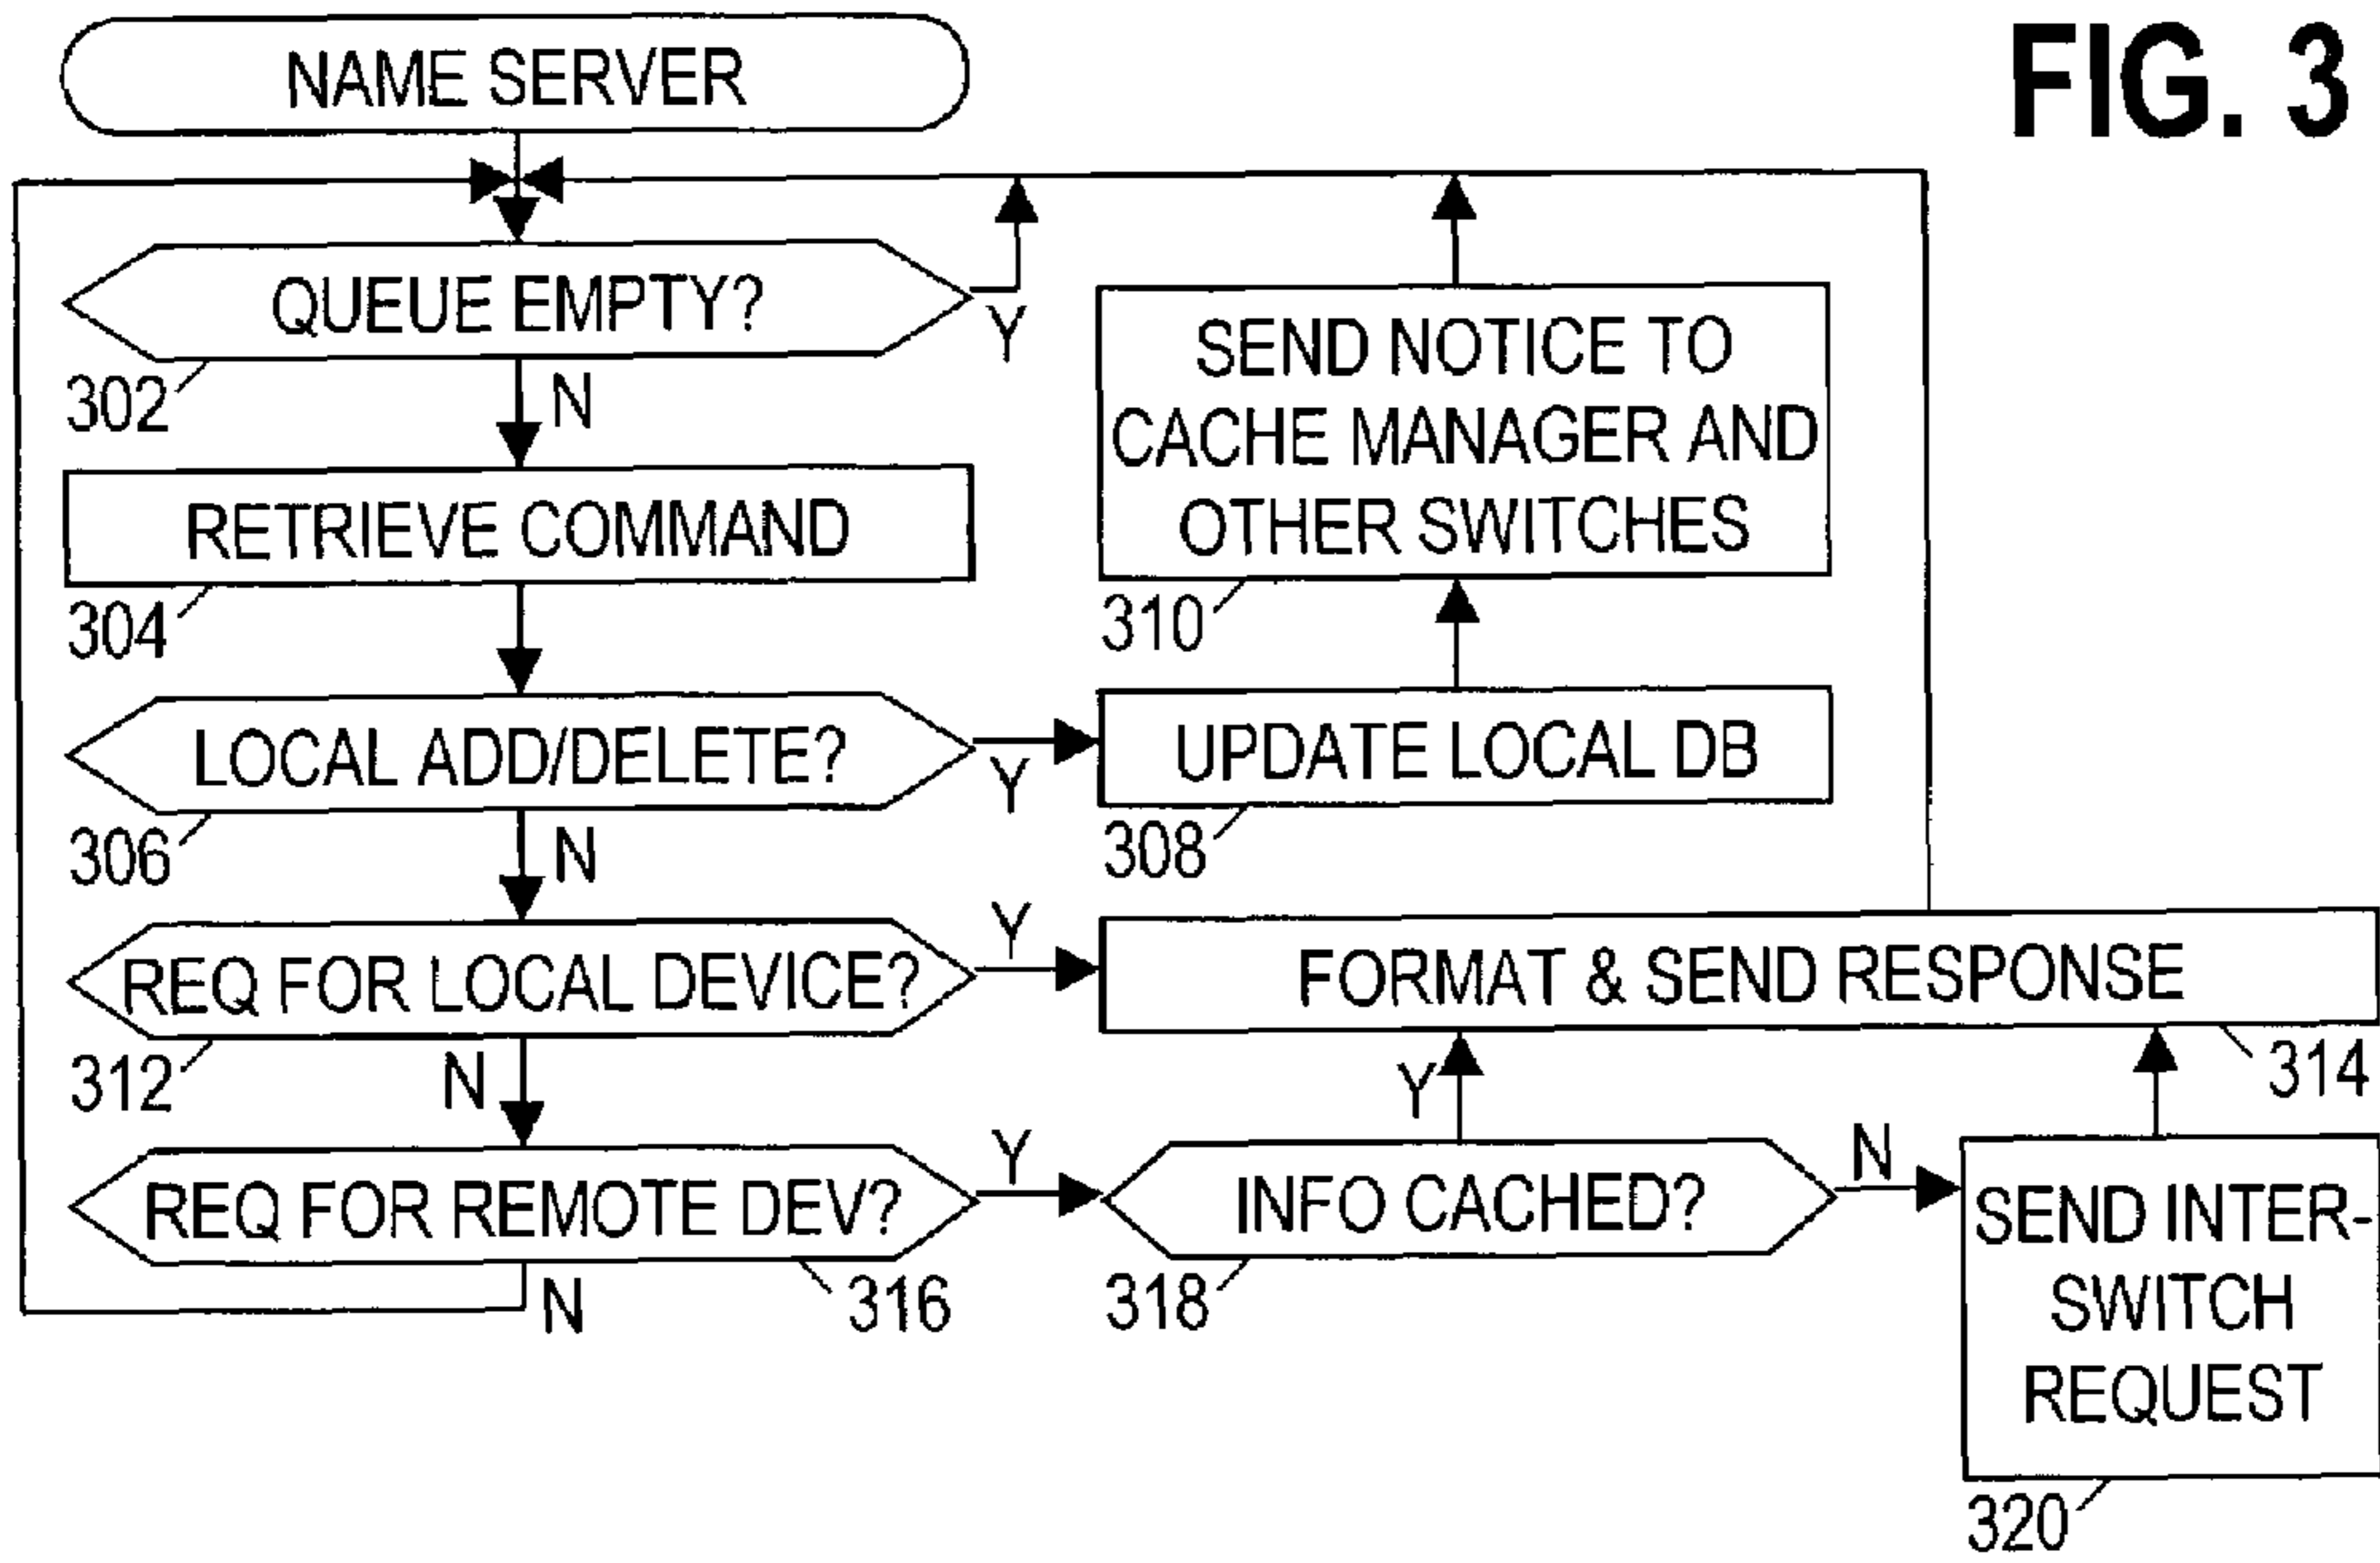 FIG. 3
NAME SERVER
QUEUE EMPTY?
Y
302
N
RETRIEVE COMMAND
304
LOCAL ADD/DELETE?
Y
306
N
UPDATE LOCAL DB
308
SEND NOTICE TO
CACHE MANAGER AND
OTHER SWITCHES
310
REQ FOR LOCAL DEVICE?
Y
312
N
FORMAT & SEND RESPONSE
314
REQ FOR REMOTE DEV?
Y
316
N
INFO CACHED?
Y
N
318
SEND INTER-
SWITCH
REQUEST
320